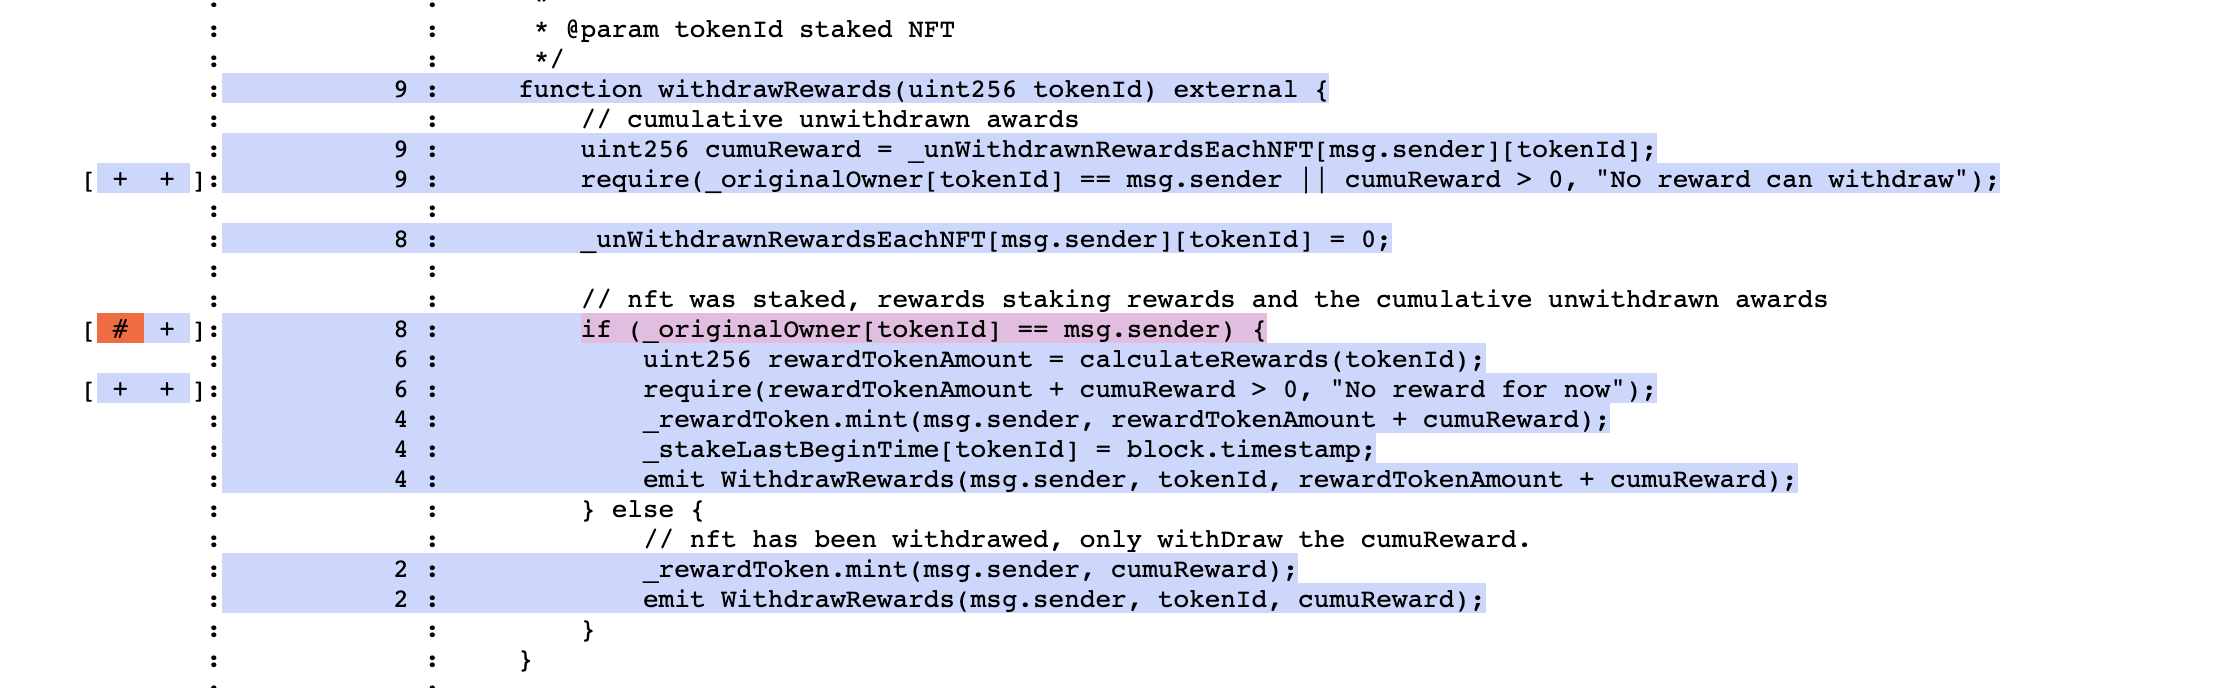 : : *
: : * @param tokenId staked NFT
: : */
: 9 : function withdrawRewards(uint256 tokenId) external {
: : // cumulative unwithdrawn awards
: 9 : uint256 cumuReward = _unWithdrawnRewardsEachNFT[msg.sender][tokenId];
[ + + ]: 9 : require(_originalOwner[tokenId] == msg.sender || cumuReward > 0, "No reward can withdraw");
: :
: 8 : _unWithdrawnRewardsEachNFT[msg.sender][tokenId] = 0;
: :
: : // nft was staked, rewards staking rewards and the cumulative unwithdrawn awards
[ # + ]: 8 : if (_originalOwner[tokenId] == msg.sender) {
: 6 : uint256 rewardTokenAmount = calculateRewards(tokenId);
[ + + ]: 6 : require(rewardTokenAmount + cumuReward > 0, "No reward for now");
: 4 : _rewardToken.mint(msg.sender, rewardTokenAmount + cumuReward);
: 4 : _stakeLastBeginTime[tokenId] = block.timestamp;
: 4 : emit WithdrawRewards(msg.sender, tokenId, rewardTokenAmount + cumuReward);
: : } else {
: : // nft has been withdrawed, only withDraw the cumuReward.
: 2 : _rewardToken.mint(msg.sender, cumuReward);
: 2 : emit WithdrawRewards(msg.sender, tokenId, cumuReward);
: : }
: : }
: :